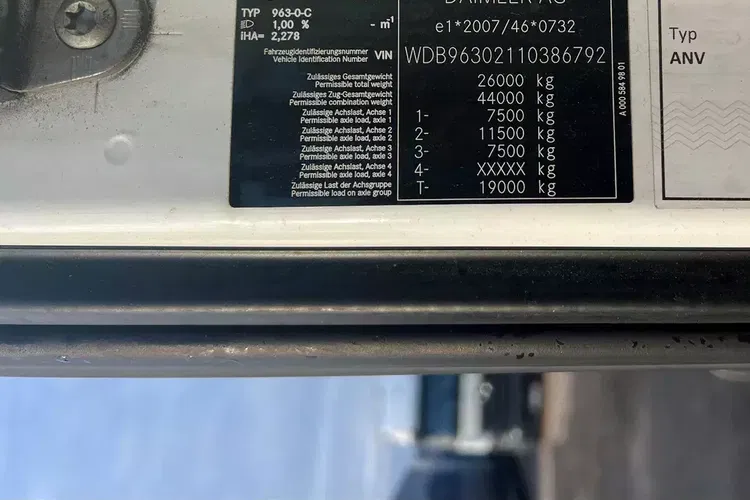 DAIMLER AG
TYP 963-0-C
1,00 % - m⁻¹
e1*2007/46*0732
iHA= 2,278
Fahrzeugidentifizierungsnummer
Vehicle Identification Number VIN WDB96302110386792
Zulässiges Gesamtgewicht
Permissible total weight 26000 kg
Zulässiges Zug-Gesamtgewicht
Permissible combination weight 44000 kg
Zulässige Achslast, Achse 1
Permissible axle load, axle 1 1- 7500 kg
Zulässige Achslast, Achse 2
Permissible axle load, axle 2 2- 11500 kg
Zulässige Achslast, Achse 3
Permissible axle load, axle 3 3- 7500 kg
Zulässige Achslast, Achse 4
Permissible axle load, axle 4 4- XXXXX kg
Zulässige Last der Achsgruppe
Permissible load on axle group T- 19000 kg
A 000 584 98 01
Typ
ANV